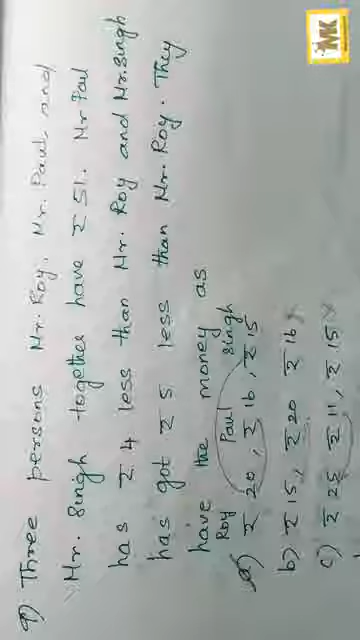 9) Three persons Mr. Roy, Mr. Paul and
Mr. Singh together have ₹ 51. Mr Paul
has ₹ 4 less than Mr. Roy and Mr. Singh
has got ₹ 5 less than Mr. Roy. They
have the money as
Roy Paul Singh
a) ₹ 20, ₹ 16, ₹ 15
b) ₹ 15, ₹ 20 ₹ 16 x
c) ₹ 25 ₹ 11, ₹ 15 x
MK